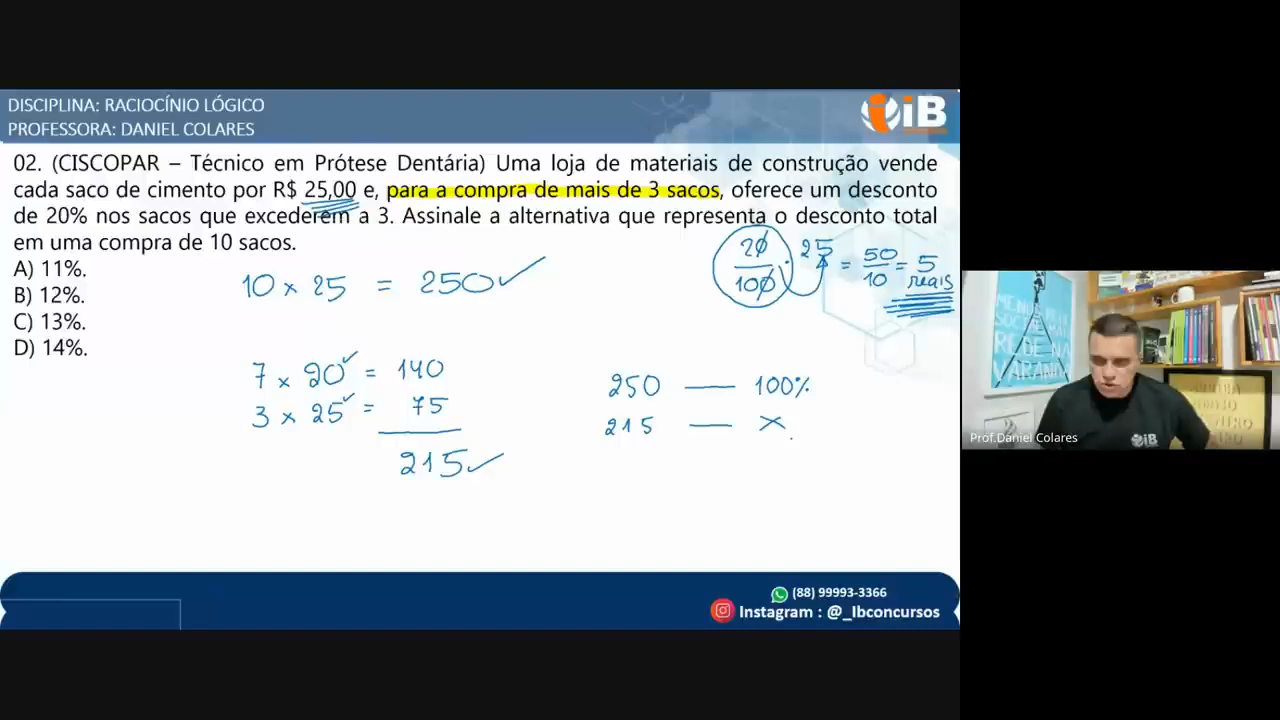 DISCIPLINA: RACIOCÍNIO LÓGICO
PROFESSORA: DANIEL COLARES
iB
02. (CISCOPAR – Técnico em Prótese Dentária) Uma loja de materiais de construção vende
cada saco de cimento por R$ 25,00 e, para a compra de mais de 3 sacos, oferece um desconto
de 20% nos sacos que excederem a 3. Assinale a alternativa que representa o desconto total
em uma compra de 10 sacos.
A) 11%.
B) 12%.
C) 13%.
D) 14%.
20/100 · 25 = 50/10 = 5
reais
10 × 25 = 250
7 × 20 = 140
3 × 25 = 75
215
250 — 100%
215 — x
Prof.Daniel Colares
iB
(88) 99993-3366
Instagram : @_Ibconcursos